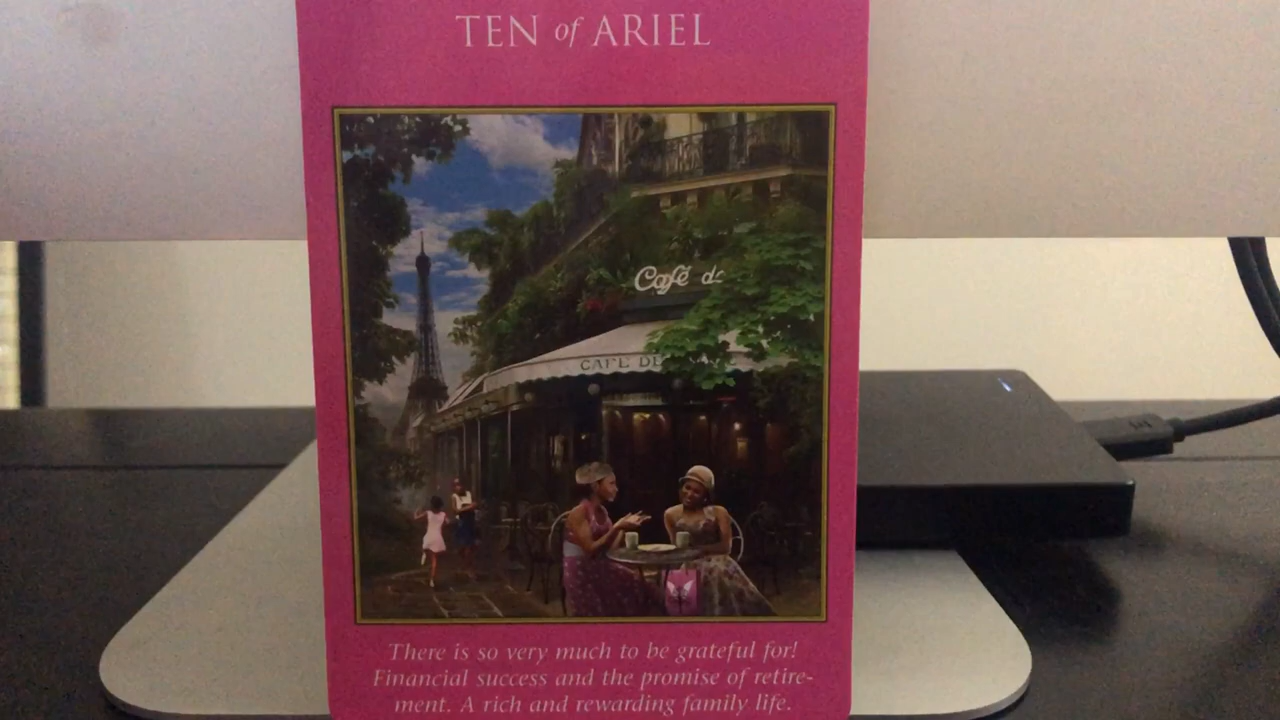 TEN of ARIEL
Café de
CAFE DE
There is so very much to be grateful for!
Financial success and the promise of retire-
ment. A rich and rewarding family life.